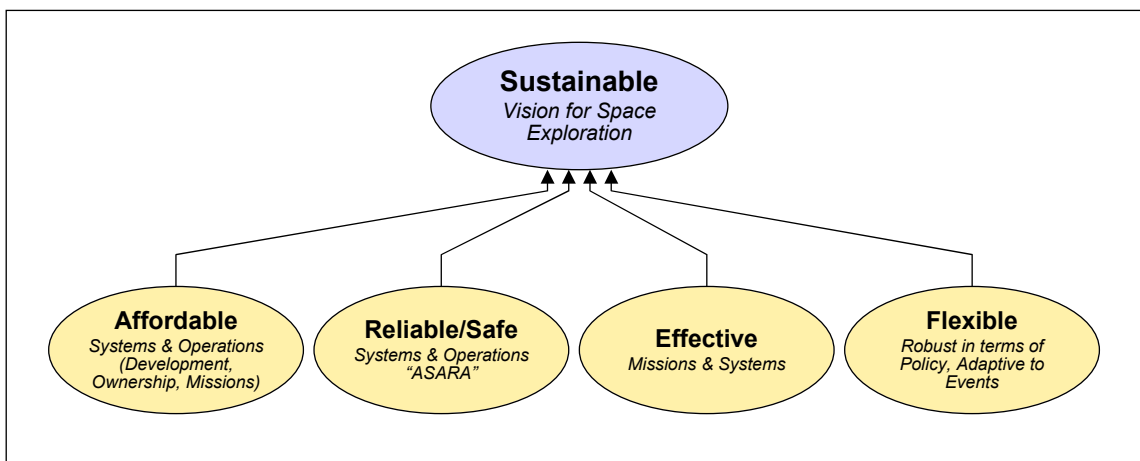 Sustainable
Vision for Space
Exploration
Affordable
Systems & Operations
(Development,
Ownership, Missions)
Reliable/Safe
Systems & Operations
“ASARA”
Effective
Missions & Systems
Flexible
Robust in terms of
Policy, Adaptive to
Events